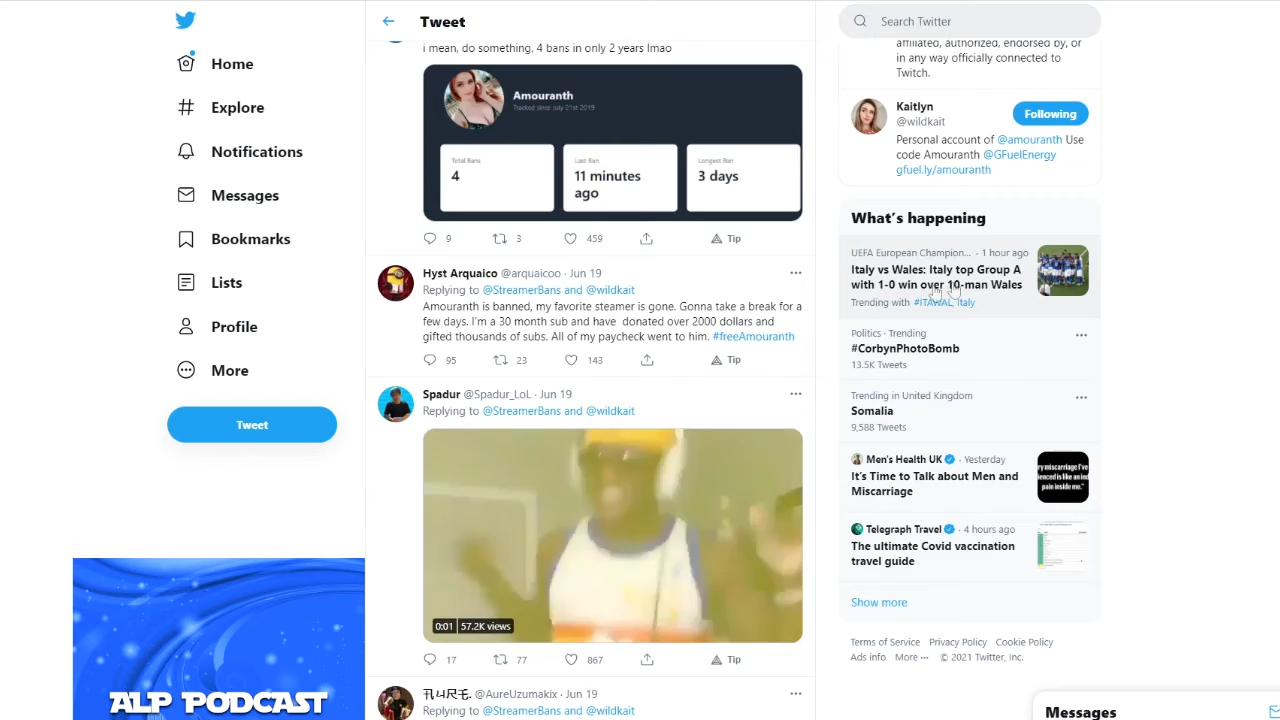 Home
Explore
Notifications
Messages
Bookmarks
Lists
Profile
More
Tweet
ALP PODCAST
Tweet
i mean, do something, 4 bans in only 2 years lmao
Amouranth
Tracked since July 21st 2019
Total Bans
4
Last Ban
11 minutes
ago
Longest Ban
3 days
9 3 459 Tip
Hyst Arquaico @arquaicoo · Jun 19
Replying to @StreamerBans and @wildkait
Amouranth is banned, my favorite steamer is gone. Gonna take a break for a
few days. I'm a 30 month sub and have donated over 2000 dollars and
gifted thousands of subs. All of my paycheck went to him. #freeAmouranth
95 23 143 Tip
Spadur @Spadur_LoL · Jun 19
Replying to @StreamerBans and @wildkait
0:01 57.2K views
17 77 867 Tip
@AureUzumakix · Jun 19
Replying to @StreamerBans and @wildkait
Search Twitter
affiliated, authorized, endorsed by, or
in any way officially connected to
Twitch.
Kaitlyn
@wildkait
Following
Personal account of @amouranth Use
code Amouranth @GFuelEnergy
gfuel.ly/amouranth
What's happening
UEFA European Champion... · 1 hour ago
Italy vs Wales: Italy top Group A
with 1-0 win over 10-man Wales
Trending with #ITAWAL, Italy
Politics · Trending
#CorbynPhotoBomb
13.5K Tweets
Trending in United Kingdom
Somalia
9,588 Tweets
Men's Health UK · Yesterday
It's Time to Talk about Men and
Miscarriage
Telegraph Travel · 4 hours ago
The ultimate Covid vaccination
travel guide
Show more
Terms of Service Privacy Policy Cookie Policy
Ads info More ··· © 2021 Twitter, Inc.
Messages